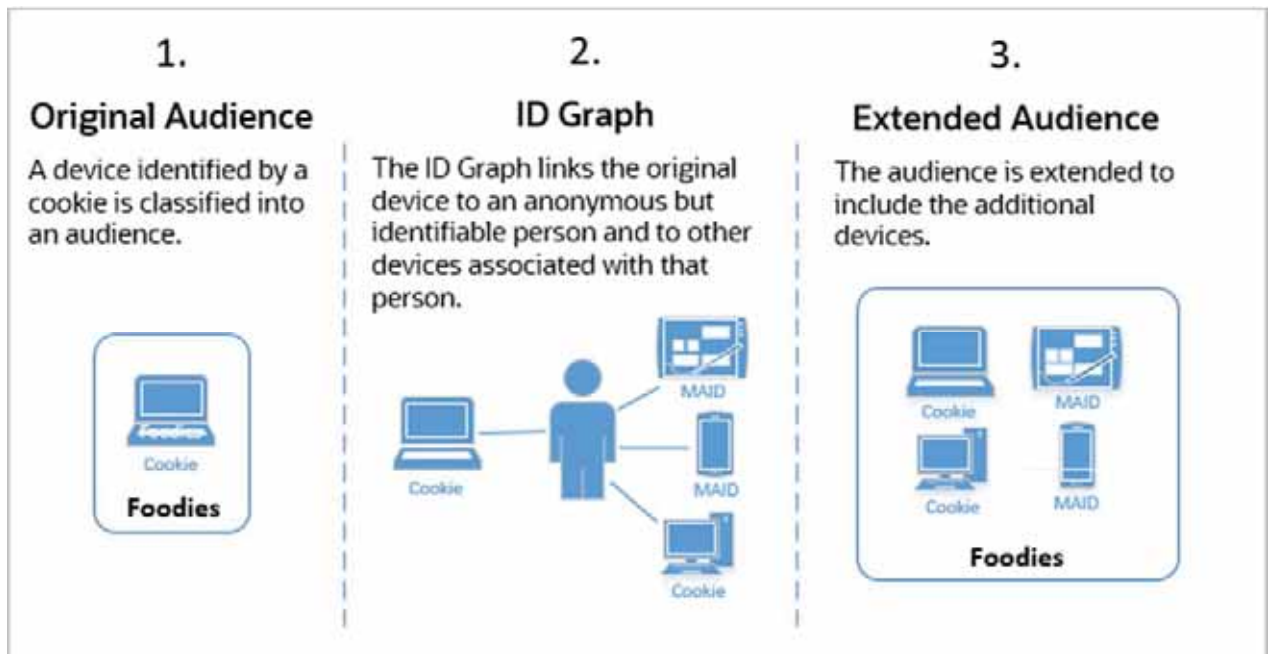 1.
Original Audience
A device identified by a
cookie is classified into
an audience.
Foodies
Cookie
Foodies
2.
ID Graph
The ID Graph links the original
device to an anonymous but
identifiable person and to other
devices associated with that
person.
MAID
Cookie
MAID
Cookie
3.
Extended Audience
The audience is extended to
include the additional
devices.
Cookie
MAID
Cookie
MAID
Foodies